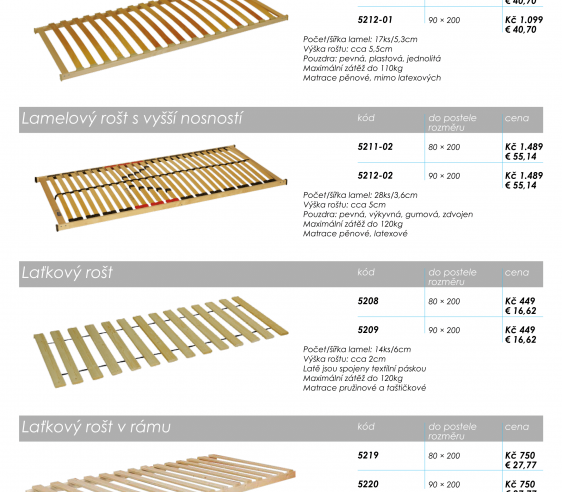 € 40,70
5212-01 90 × 200 Kč 1.099
€ 40,70
Počet/šířka lamel: 17ks/5,3cm
Výška roštu: cca 5,5cm
Pouzdra: pevná, plastová, jednolitá
Maximální zátěž do 110kg
Matrace pěnové, mimo latexových
Lamelový rošt s vyšší nosností kód do postele rozměru cena
5211-02 80 × 200 Kč 1.489
€ 55,14
5212-02 90 × 200 Kč 1.489
€ 55,14
Počet/šířka lamel: 28ks/3,6cm
Výška roštu: cca 5cm
Pouzdra: pevná, výkyvná, gumová, zdvojen
Maximální zátěž do 120kg
Matrace pěnové, latexové
Laťkový rošt kód do postele rozměru cena
5208 80 × 200 Kč 449
€ 16,62
5209 90 × 200 Kč 449
€ 16,62
Počet/šířka lamel: 14ks/6cm
Výška roštu: cca 2cm
Latě jsou spojeny textilní páskou
Maximální zátěž do 120kg
Matrace pružinové a taštičkové
Laťkový rošt v rámu kód do postele rozměru cena
5219 80 × 200 Kč 750
€ 27,77
5220 90 × 200 Kč 750
€ 27,77